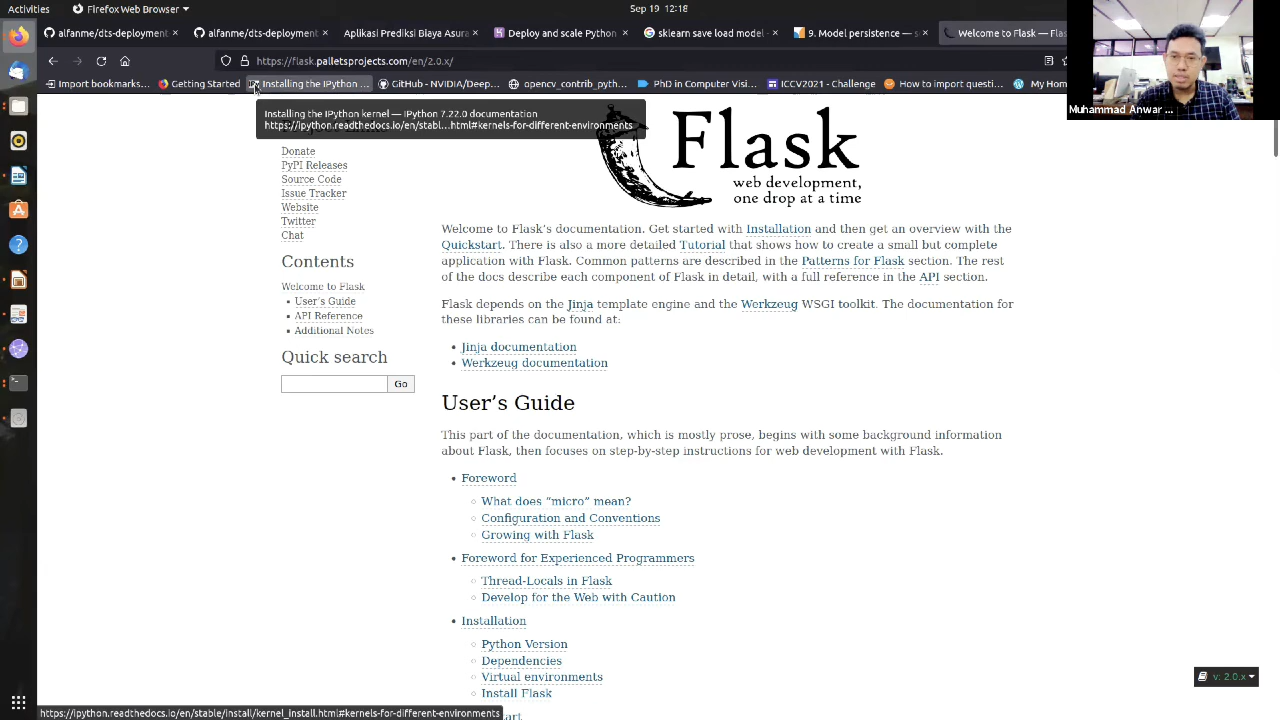 Activities
Firefox Web Browser
Sep 19 12:18
alfanme/dts-deployment
alfanme/dts-deployment
Aplikasi Prediksi Biaya Asura
Deploy and scale Python
sklearn save load model
9. Model persistence — s
Welcome to Flask — Fla
https://flask.palletsprojects.com/en/2.0.x/
Import bookmarks...
Getting Started
Installing the IPython ...
GitHub - NVIDIA/Deep...
opencv_contrib_pyth...
PhD in Computer Visi...
ICCV2021 - Challenge
How to import questi...
My Hom
Muhammad Anwar ...
Installing the IPython kernel — IPython 7.22.0 documentation
https://ipython.readthedocs.io/en/stabl...html#kernels-for-different-environments
Donate
PyPI Releases
Source Code
Issue Tracker
Website
Twitter
Chat
Contents
Welcome to Flask
User's Guide
API Reference
Additional Notes
Quick search
Go
Flask
web development,
one drop at a time
Welcome to Flask’s documentation. Get started with Installation and then get an overview with the
Quickstart. There is also a more detailed Tutorial that shows how to create a small but complete
application with Flask. Common patterns are described in the Patterns for Flask section. The rest
of the docs describe each component of Flask in detail, with a full reference in the API section.
Flask depends on the Jinja template engine and the Werkzeug WSGI toolkit. The documentation for
these libraries can be found at:
• Jinja documentation
• Werkzeug documentation
User’s Guide
This part of the documentation, which is mostly prose, begins with some background information
about Flask, then focuses on step-by-step instructions for web development with Flask.
• Foreword
What does “micro” mean?
Configuration and Conventions
Growing with Flask
• Foreword for Experienced Programmers
Thread-Locals in Flask
Develop for the Web with Caution
• Installation
Python Version
Dependencies
Virtual environments
Install Flask
v: 2.0.x
https://ipython.readthedocs.io/en/stable/install/kernel_install.html#kernels-for-different-environments